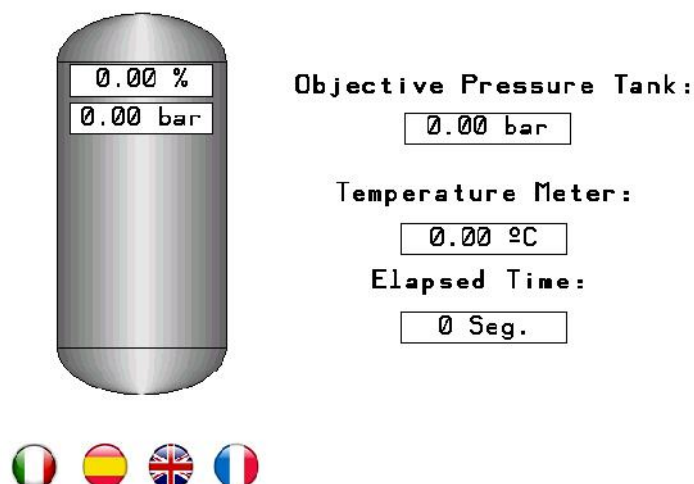 0.00 %
0.00 bar
Objective Pressure Tank:
0.00 bar
Temperature Meter:
0.00 ºC
Elapsed Time:
0 Seg.